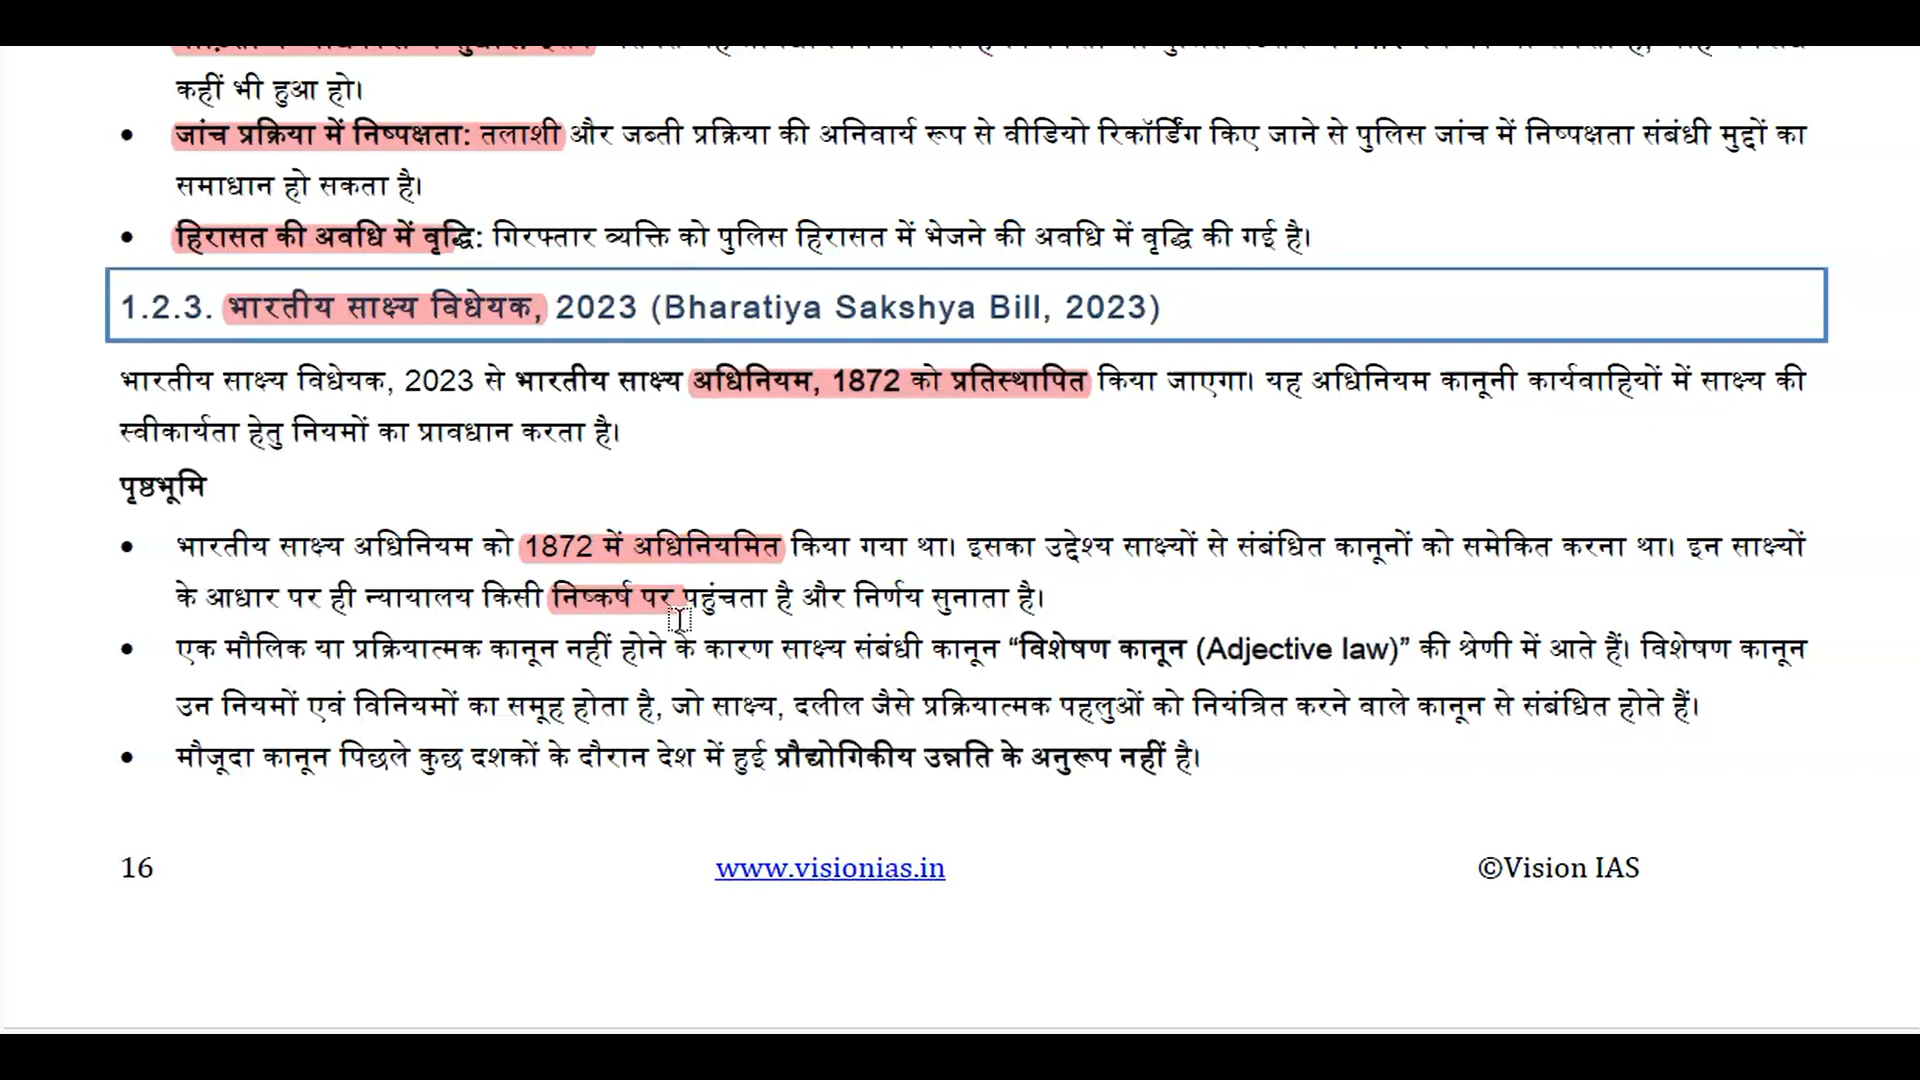 कहीं भी हुआ हो।
• जांच प्रक्रिया में निष्पक्षता: तलाशी और जब्ती प्रक्रिया की अनिवार्य रूप से वीडियो रिकॉर्डिंग किए जाने से पुलिस जांच में निष्पक्षता संबंधी मुद्दों का
समाधान हो सकता है।
• हिरासत की अवधि में वृद्धि: गिरफ्तार व्यक्ति को पुलिस हिरासत में भेजने की अवधि में वृद्धि की गई है।
1.2.3. भारतीय साक्ष्य विधेयक, 2023 (Bharatiya Sakshya Bill, 2023)
भारतीय साक्ष्य विधेयक, 2023 से भारतीय साक्ष्य अधिनियम, 1872 को प्रतिस्थापित किया जाएगा। यह अधिनियम कानूनी कार्यवाहियों में साक्ष्य की
स्वीकार्यता हेतु नियमों का प्रावधान करता है।
पृष्ठभूमि
• भारतीय साक्ष्य अधिनियम को 1872 में अधिनियमित किया गया था। इसका उद्देश्य साक्ष्यों से संबंधित कानूनों को समेकित करना था। इन साक्ष्यों
के आधार पर ही न्यायालय किसी निष्कर्ष पर पहुंचता है और निर्णय सुनाता है।
• एक मौलिक या प्रक्रियात्मक कानून नहीं होने के कारण साक्ष्य संबंधी कानून “विशेषण कानून (Adjective law)” की श्रेणी में आते हैं। विशेषण कानून
उन नियमों एवं विनियमों का समूह होता है, जो साक्ष्य, दलील जैसे प्रक्रियात्मक पहलुओं को नियंत्रित करने वाले कानून से संबंधित होते हैं।
• मौजूदा कानून पिछले कुछ दशकों के दौरान देश में हुई प्रौद्योगिकीय उन्नति के अनुरूप नहीं है।
16 www.visionias.in ©Vision IAS